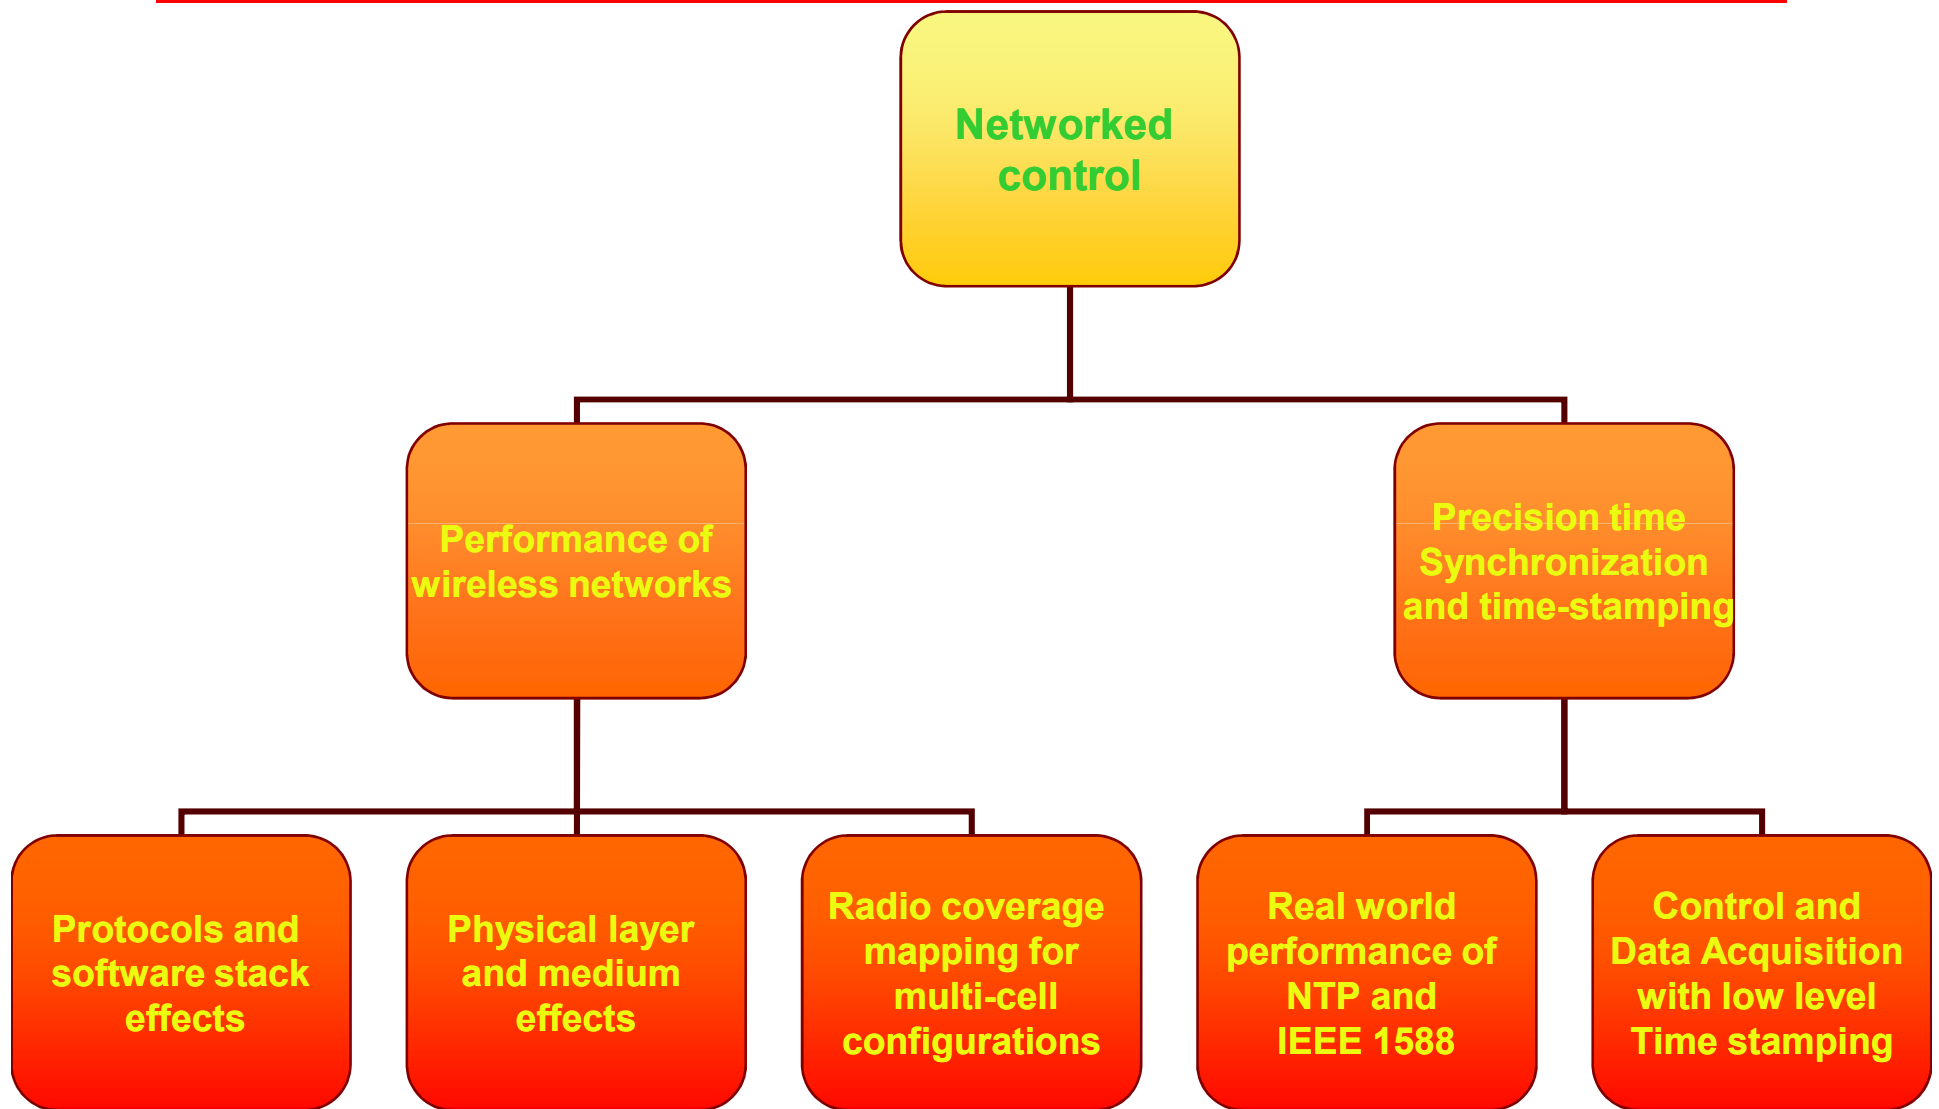 Networked
control
Performance of
wireless networks
Precision time
Synchronization
and time-stamping
Protocols and
software stack
effects
Physical layer
and medium
effects
Radio coverage
mapping for
multi-cell
configurations
Real world
performance of
NTP and
IEEE 1588
Control and
Data Acquisition
with low level
Time stamping